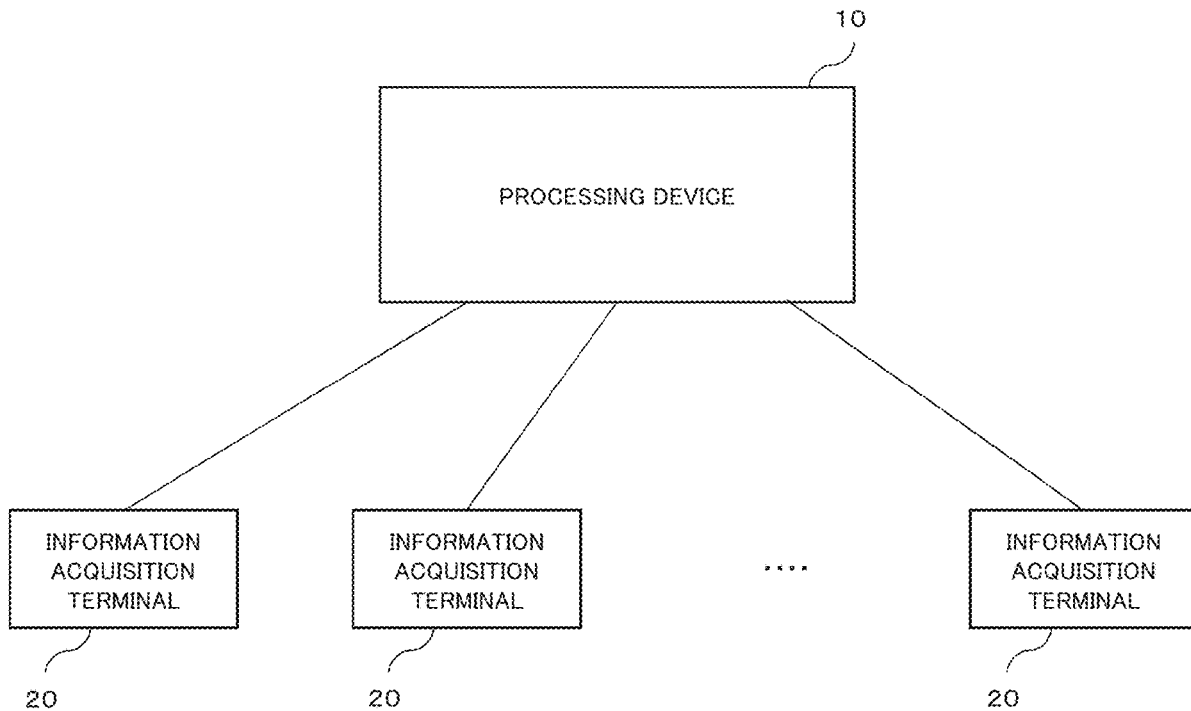 10
PROCESSING DEVICE
INFORMATION
ACQUISITION
TERMINAL
INFORMATION
ACQUISITION
TERMINAL
....
INFORMATION
ACQUISITION
TERMINAL
20
20
20